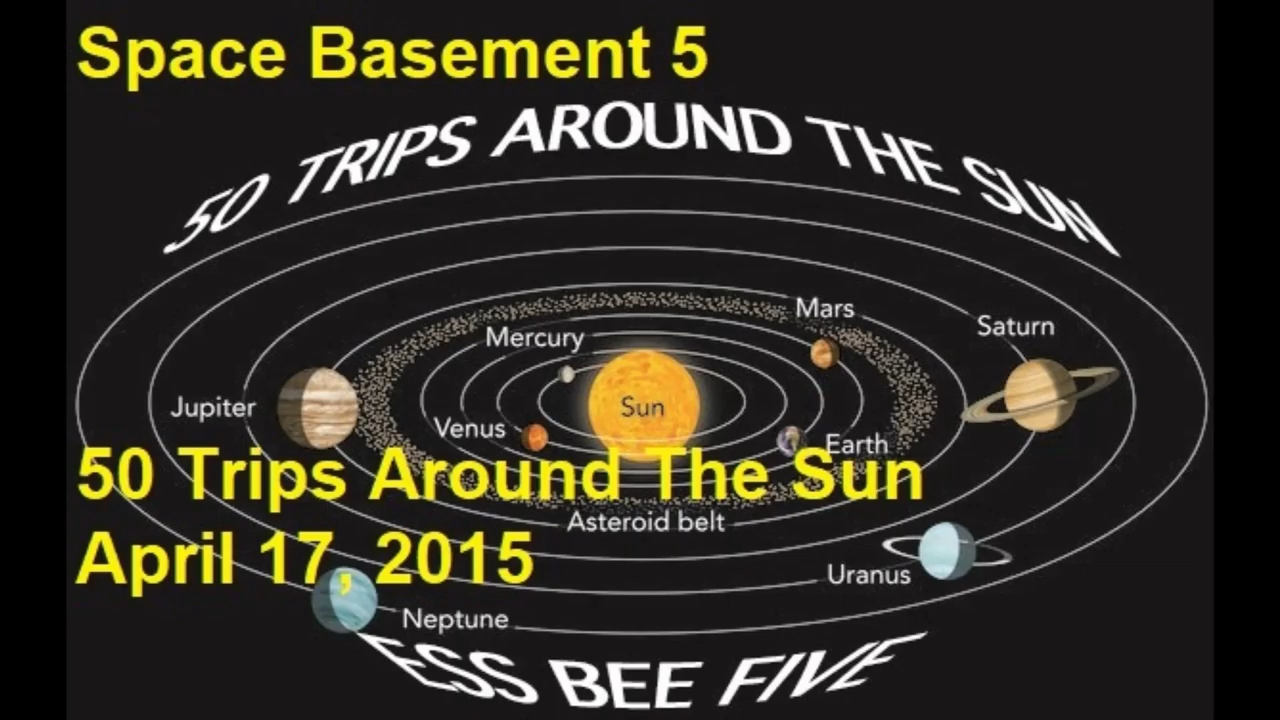 Space Basement 5
50 TRIPS AROUND THE SUN
Mars
Saturn
Mercury
Jupiter
Sun
Venus
Earth
50 Trips Around The Sun
Asteroid belt
April 17, 2015
Uranus
Neptune
ESS BEE FIVE